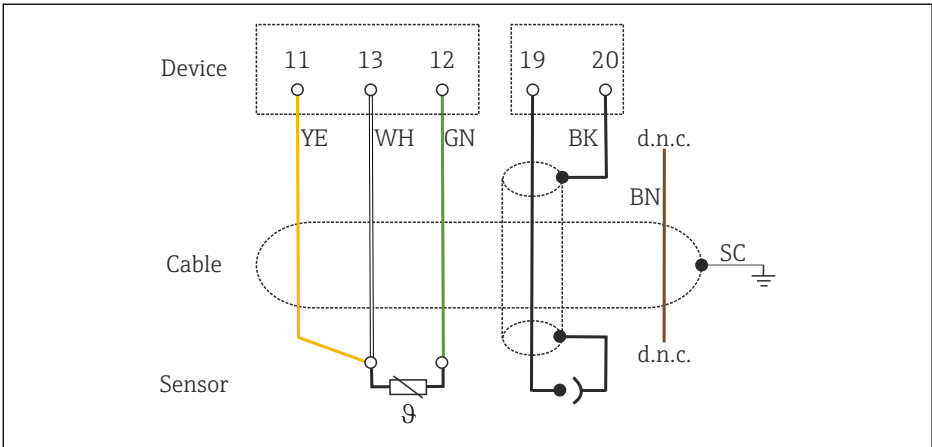 Device
11 13 12 19 20
YE WH GN BK d.n.c.
BN
Cable
SC
d.n.c.
Sensor
ϑ